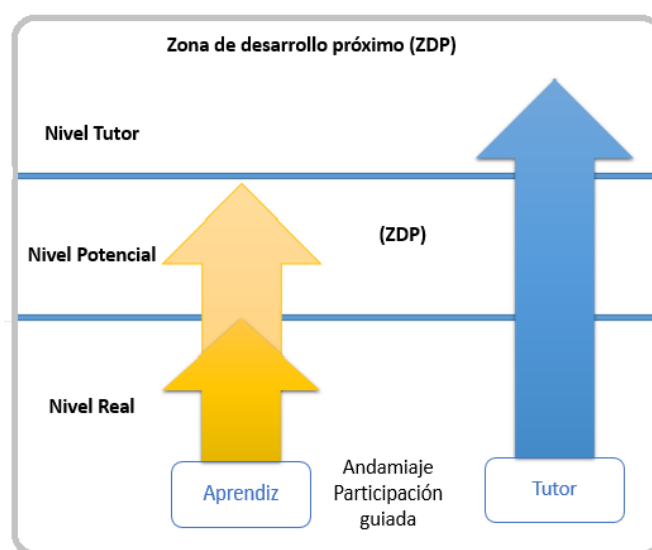 Zona de desarrollo próximo (ZDP)
Nivel Tutor
(ZDP)
Nivel Potencial
Nivel Real
Aprendiz
Andamiaje
Participación
guiada
Tutor